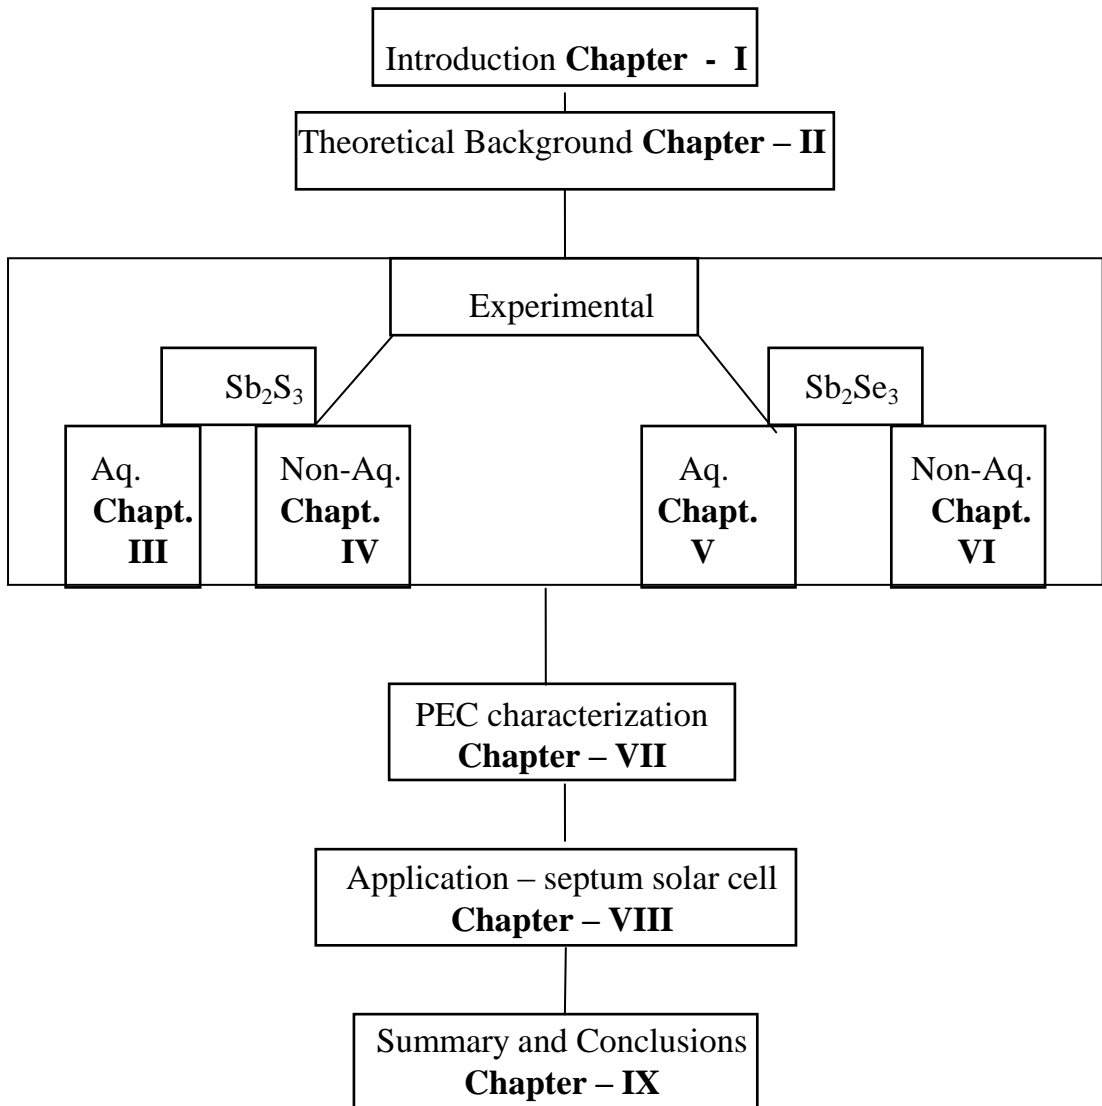 Introduction Chapter - I
Theoretical Background Chapter – II
Experimental
Sb₂S₃
Sb₂Se₃
Aq.
Chapt.
III
Non-Aq.
Chapt.
IV
Aq.
Chapt.
V
Non-Aq.
Chapt.
VI
PEC characterization
Chapter – VII
Application – septum solar cell
Chapter – VIII
Summary and Conclusions
Chapter – IX